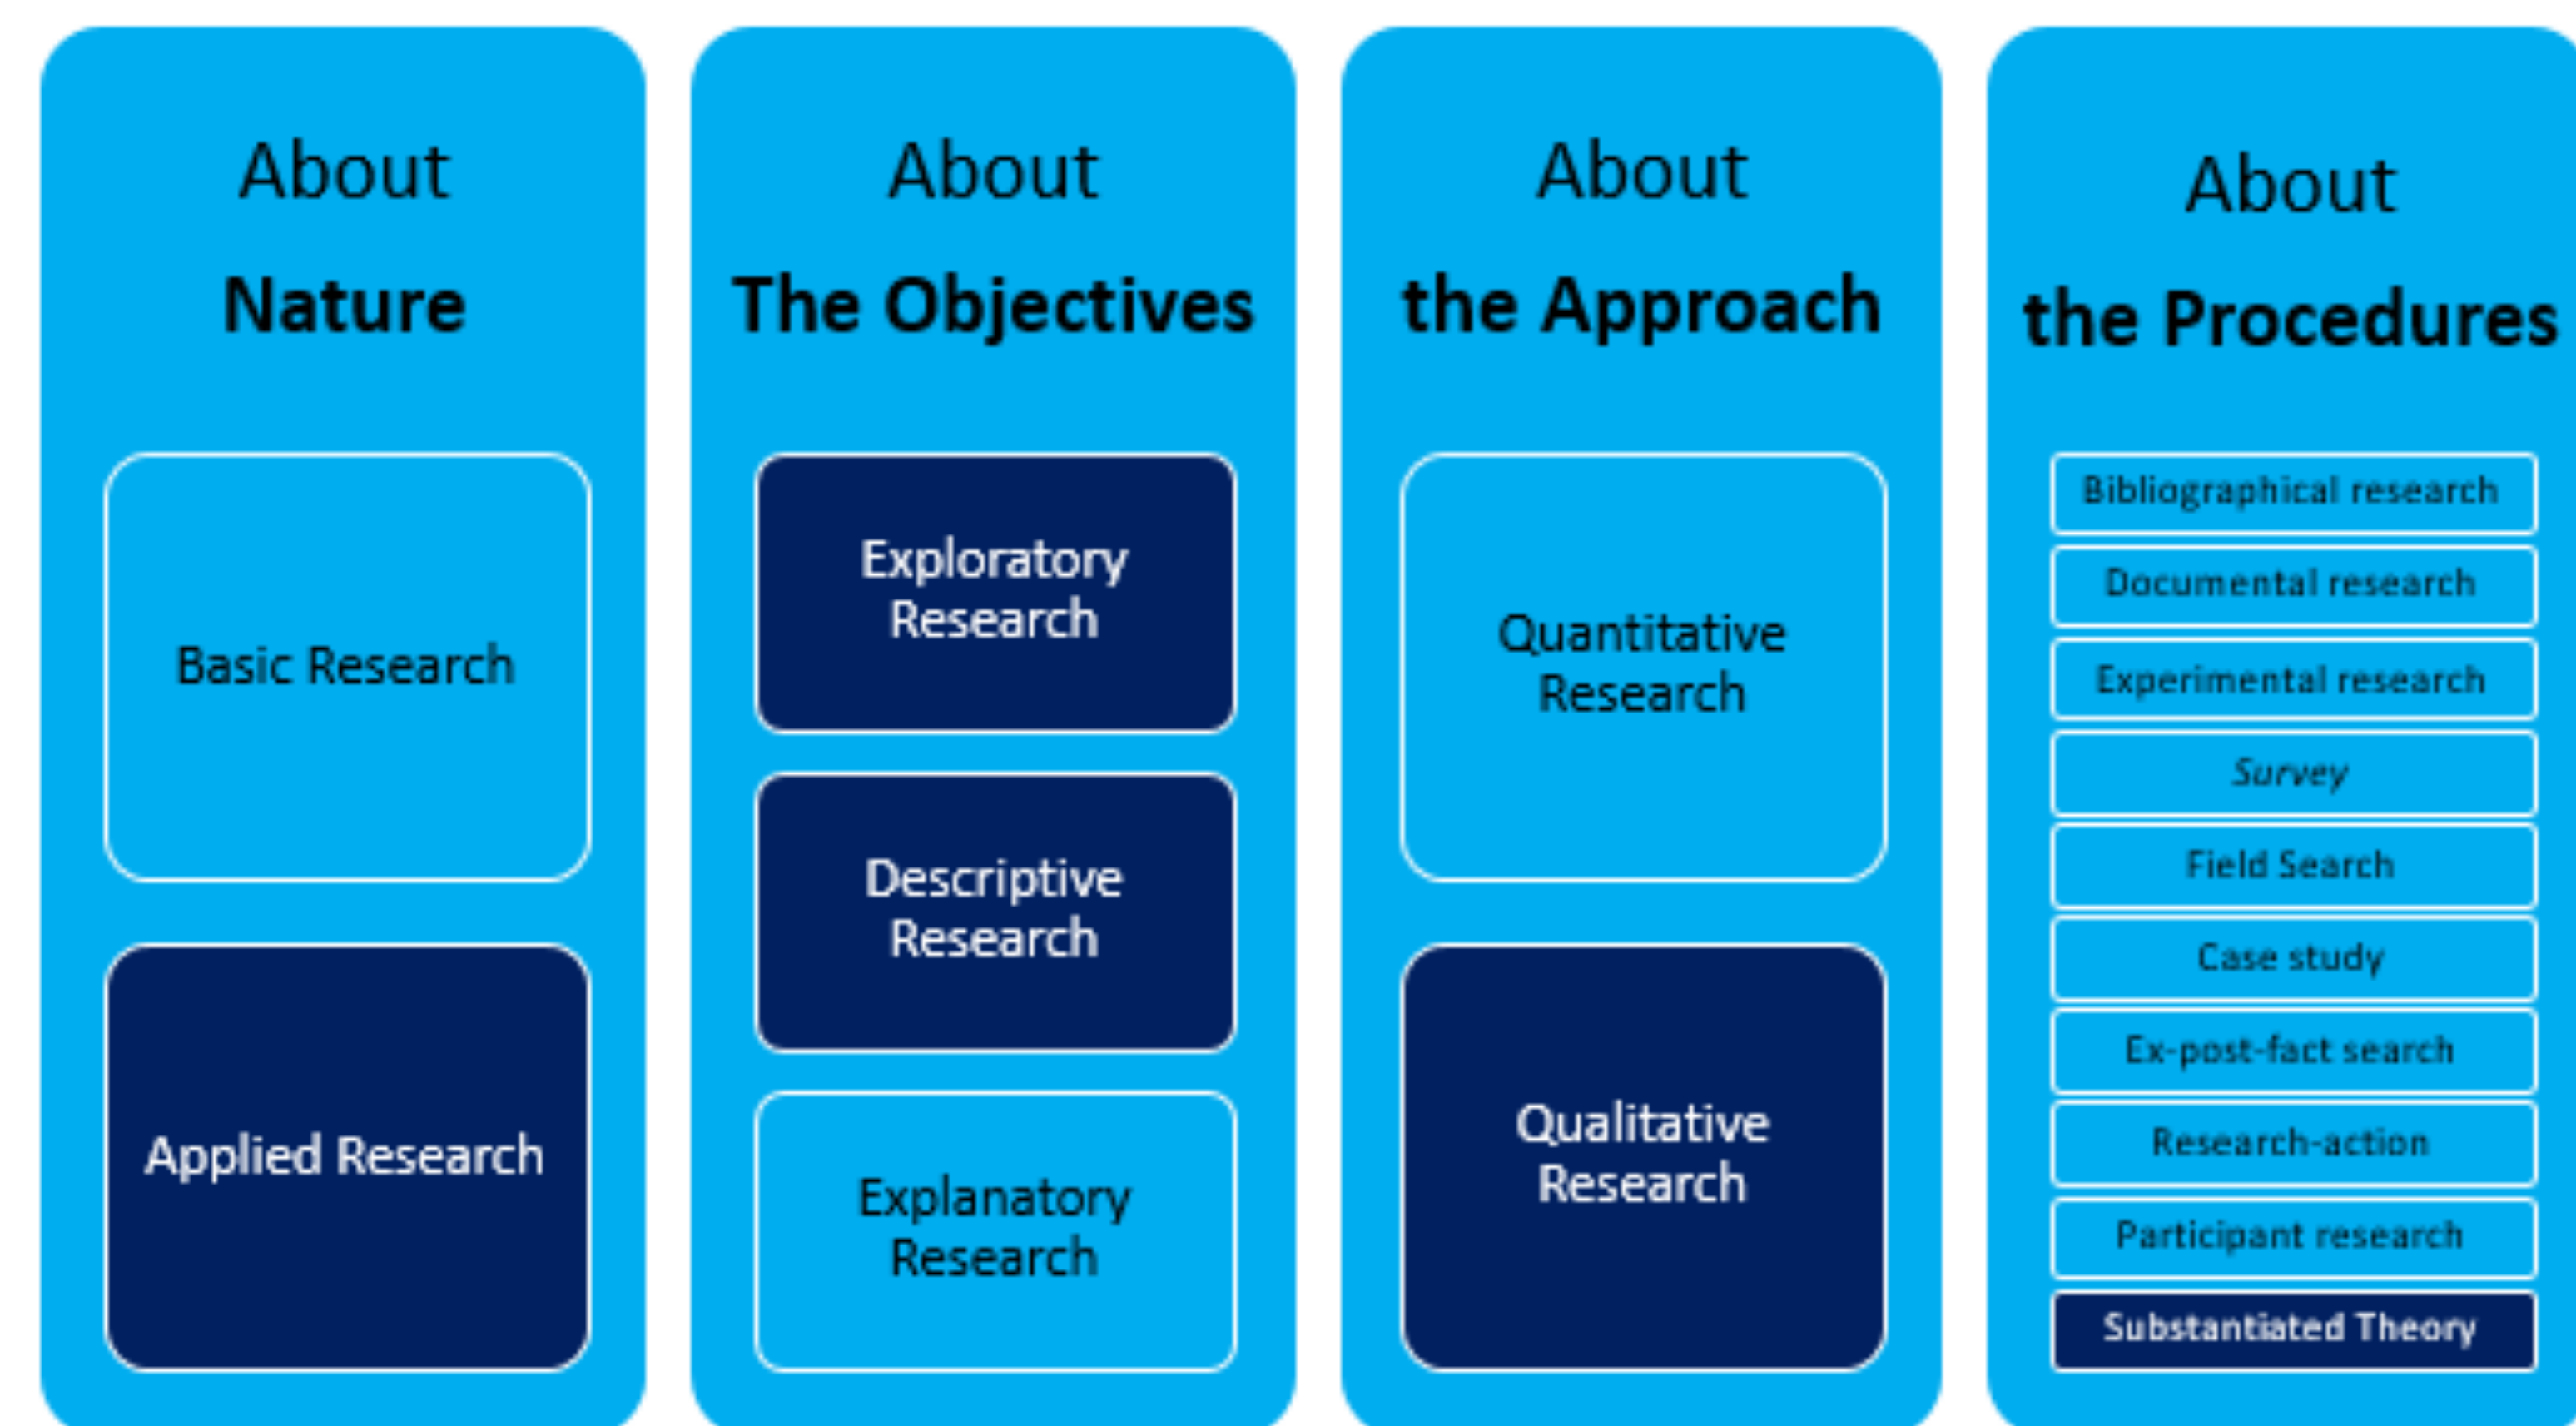 About
Nature
Basic Research
Applied Research
About
The Objectives
Exploratory
Research
Descriptive
Research
Explanatory
Research
About
the Approach
Quantitative
Research
Qualitative
Research
About
the Procedures
Bibliographical research
Documental research
Experimental research
Survey
Field Search
Case study
Ex-post-fact search
Research-action
Participant research
Substantiated Theory